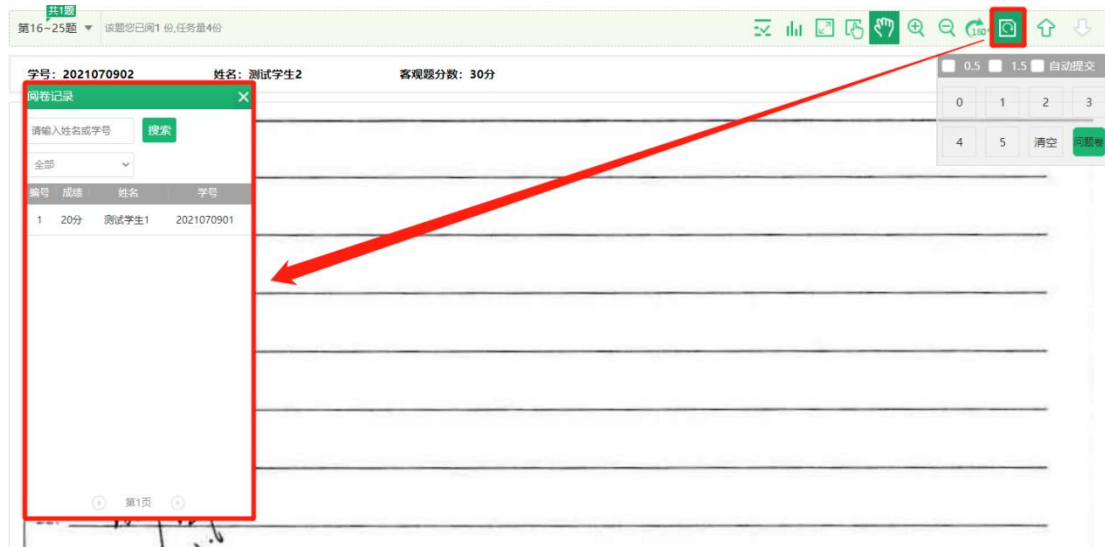 共1题
第16~25题 该题您已阅1 份,任务量4份
180°
学号：2021070902 姓名：测试学生2 客观题分数：30分
0.5 1.5 自动提交
0 1 2 3
4 5 清空 问题卷
阅卷记录
请输入姓名或学号 搜索
全部
编号 成绩 姓名 学号
1 20分 测试学生1 2021070901
第1页